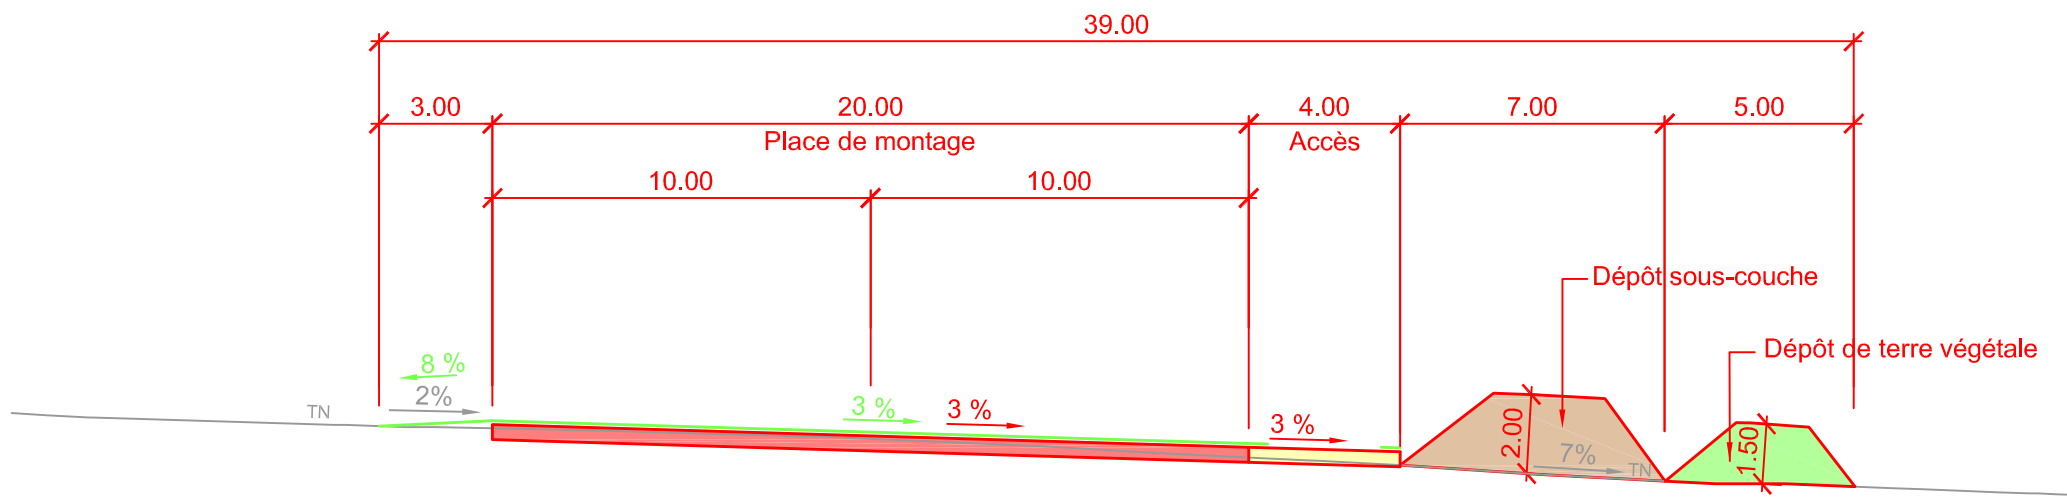 39.00
3.00
20.00
4.00
7.00
5.00
Place de montage
Accès
10.00
10.00
Dépôt sous-couche
Dépôt de terre végétale
8 %
2%
TN
3 %
3 %
3 %
2.00
7%
TN
1.50